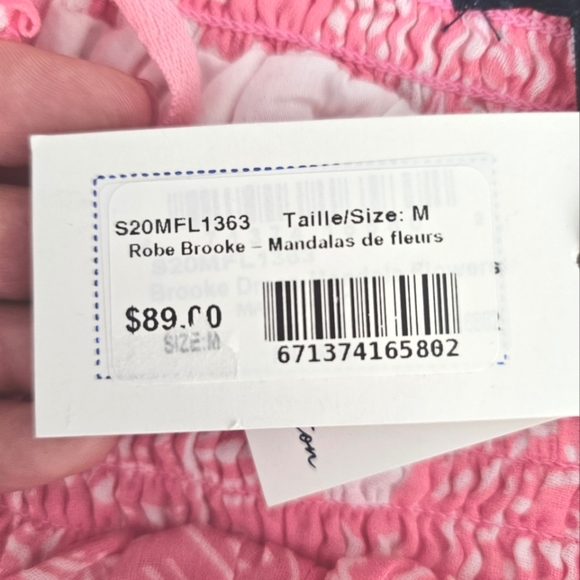 S20MFL1363 Taille/Size: M
Robe Brooke – Mandalas de fleurs
$89.00
SIZE:M
671374165802